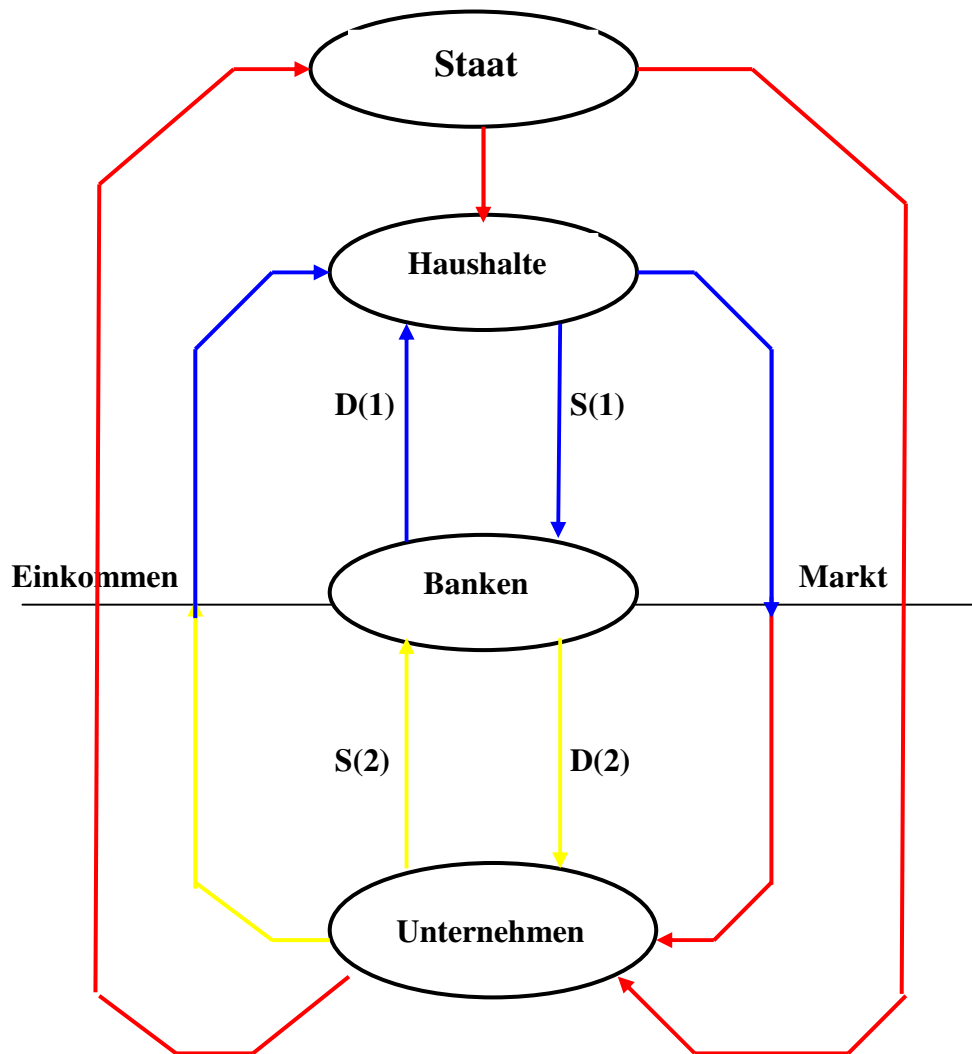 Staat
Haushalte
D(1) S(1)
Einkommen Banken Markt
S(2) D(2)
Unternehmen